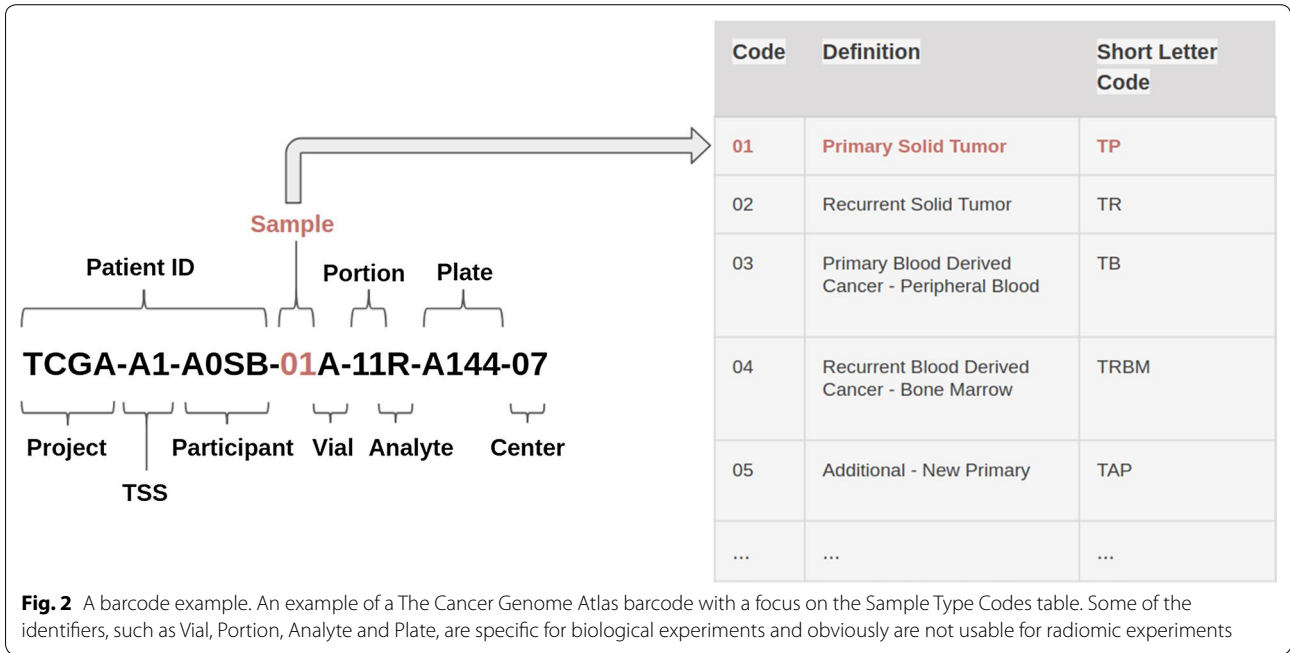 Sample
Patient ID
Portion
Plate
TCGA-A1-A0SB-01A-11R-A144-07
Project
Participant
Vial
Analyte
Center
TSS
Code Definition Short Letter
Code
01 Primary Solid Tumor TP
02 Recurrent Solid Tumor TR
03 Primary Blood Derived TB
Cancer - Peripheral Blood
04 Recurrent Blood Derived TRBM
Cancer - Bone Marrow
05 Additional - New Primary TAP
... ... ...
Fig. 2 A barcode example. An example of a The Cancer Genome Atlas barcode with a focus on the Sample Type Codes table. Some of the
identifiers, such as Vial, Portion, Analyte and Plate, are specific for biological experiments and obviously are not usable for radiomic experiments